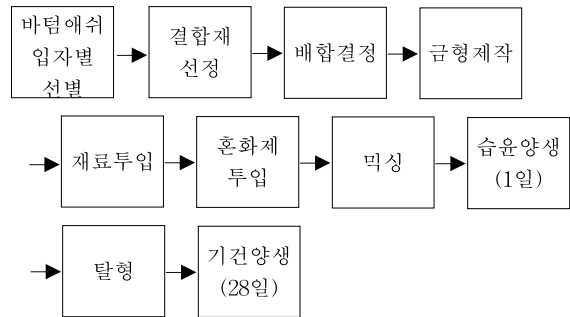 바텀애쉬
입자별
선별
결합재
선정
배합결정
금형제작
재료투입
혼화제
투입
믹싱
습윤양생
(1일)
탈형
기건양생
(28일)